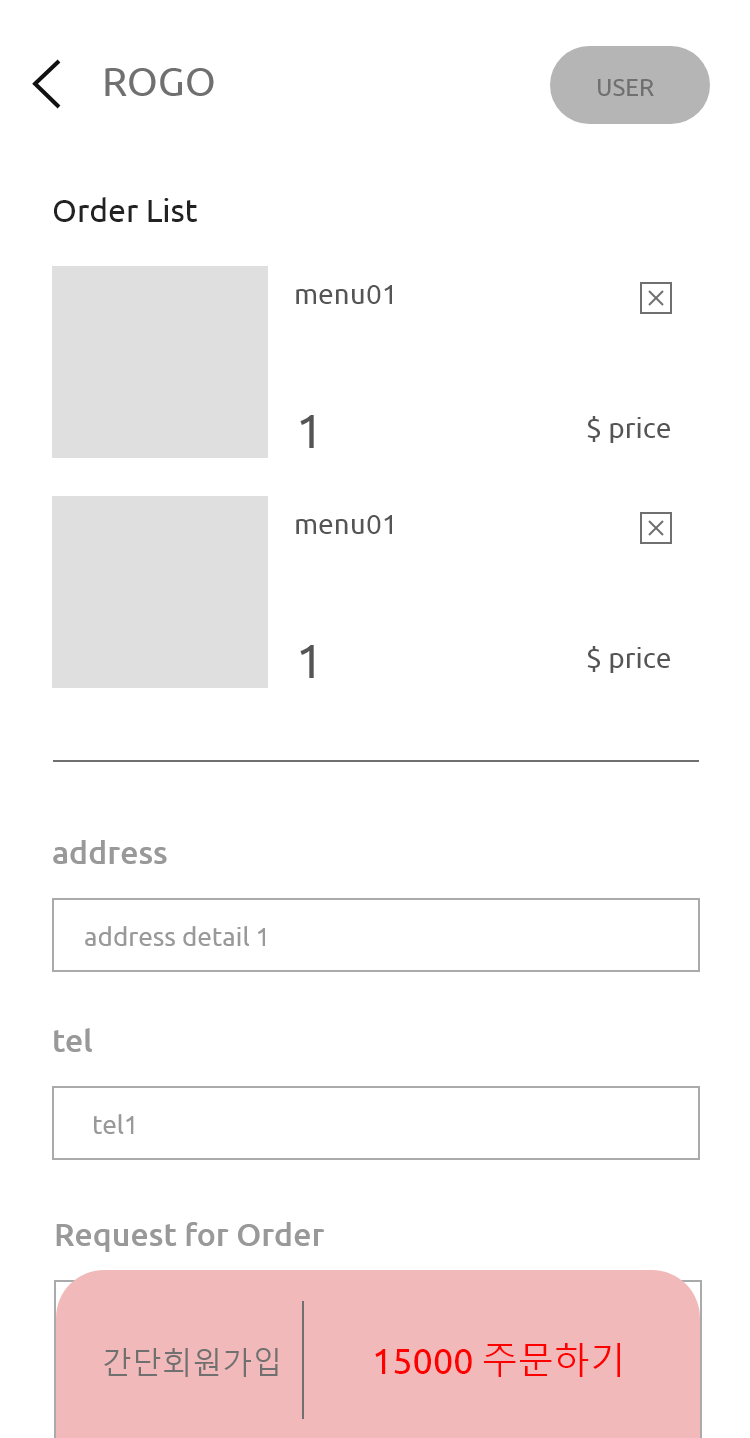 ROGO
USER
Order List
menu01
1
$ price
menu01
1
$ price
address
address detail 1
tel
tel1
Request for Order
간단회원가입
15000 주문하기